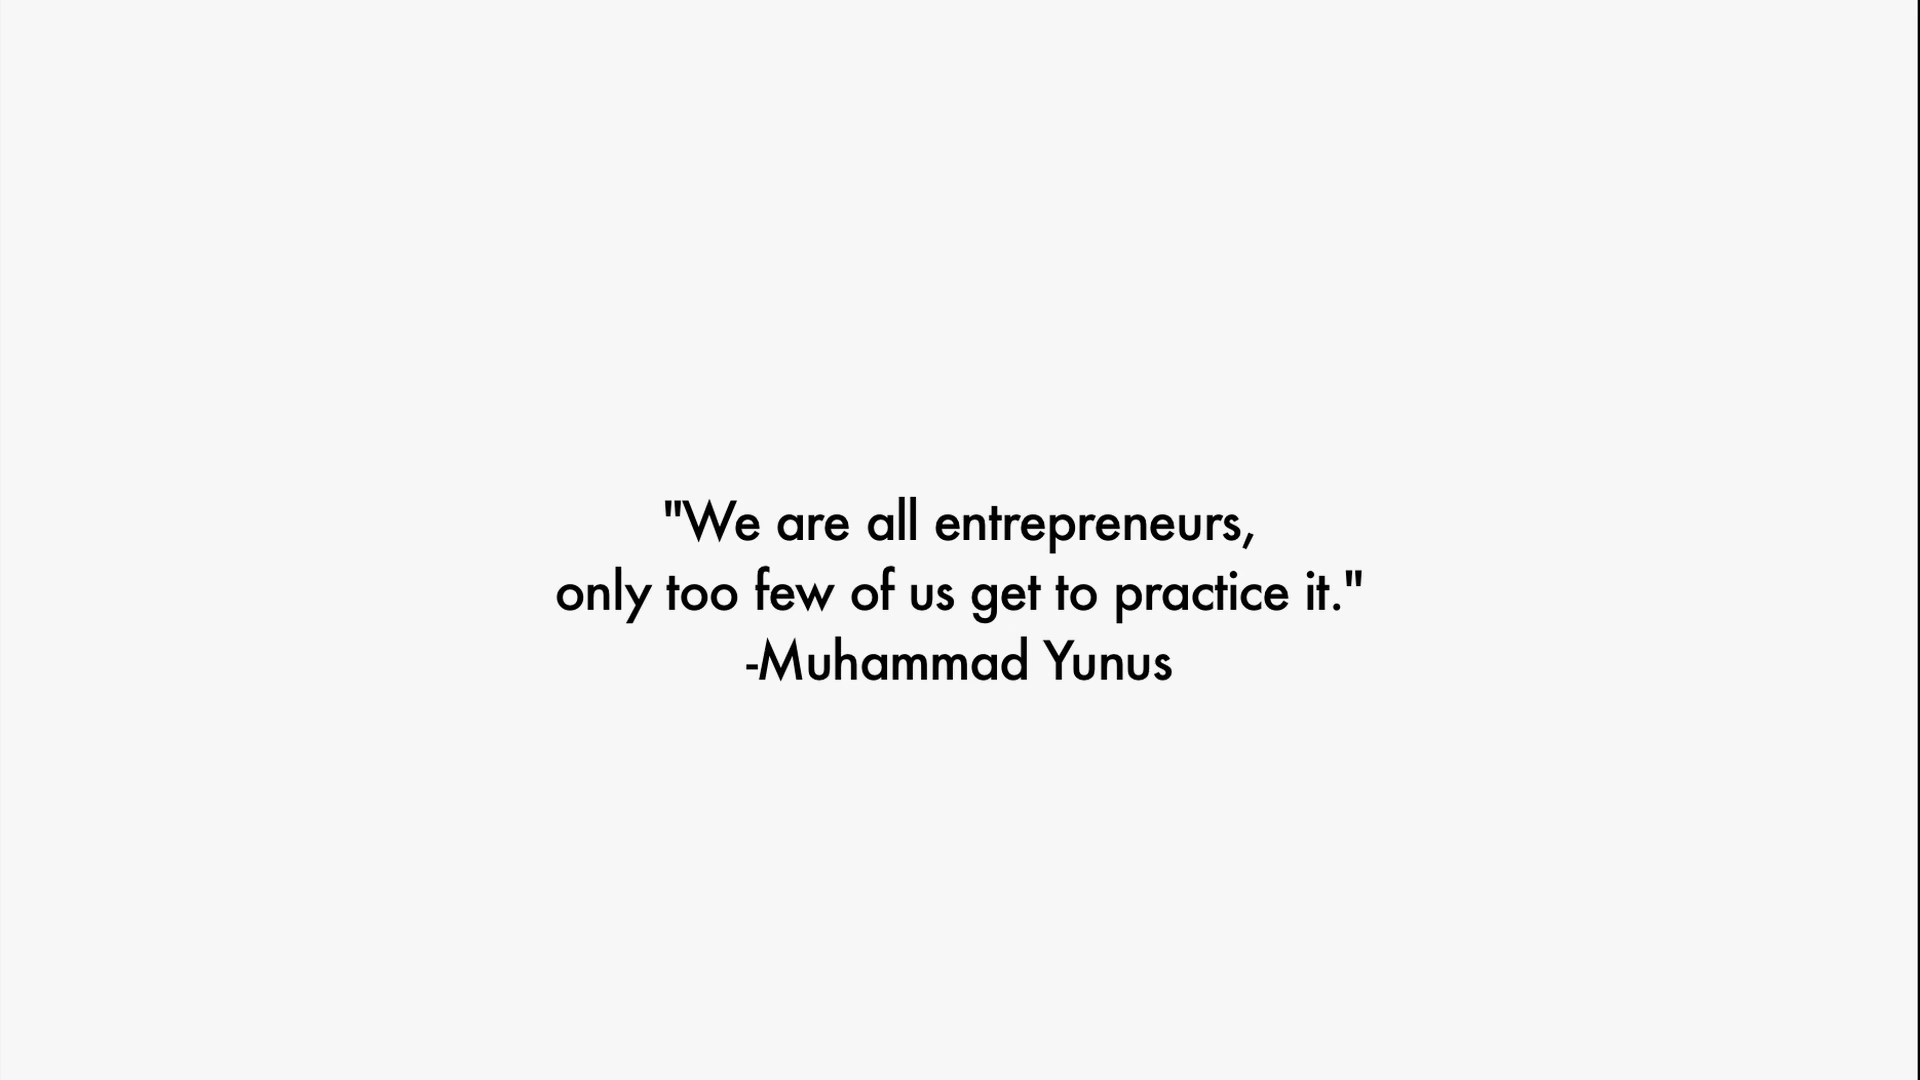 "We are all entrepreneurs,
only too few of us get to practice it."
-Muhammad Yunus